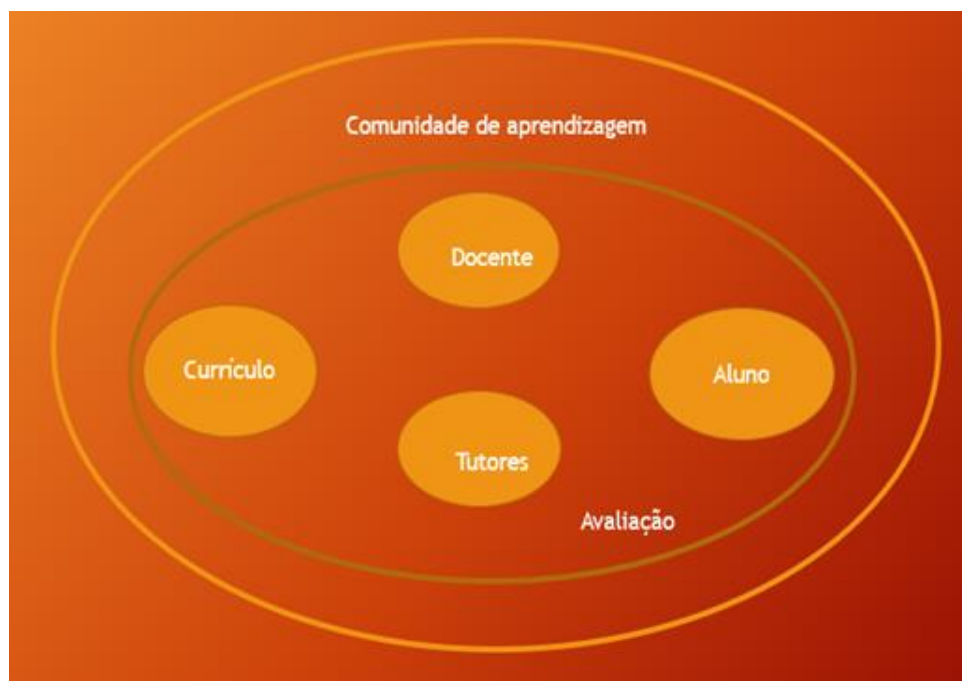 Comunidade de aprendizagem
Docente
Currículo
Aluno
Tutores
Avaliação